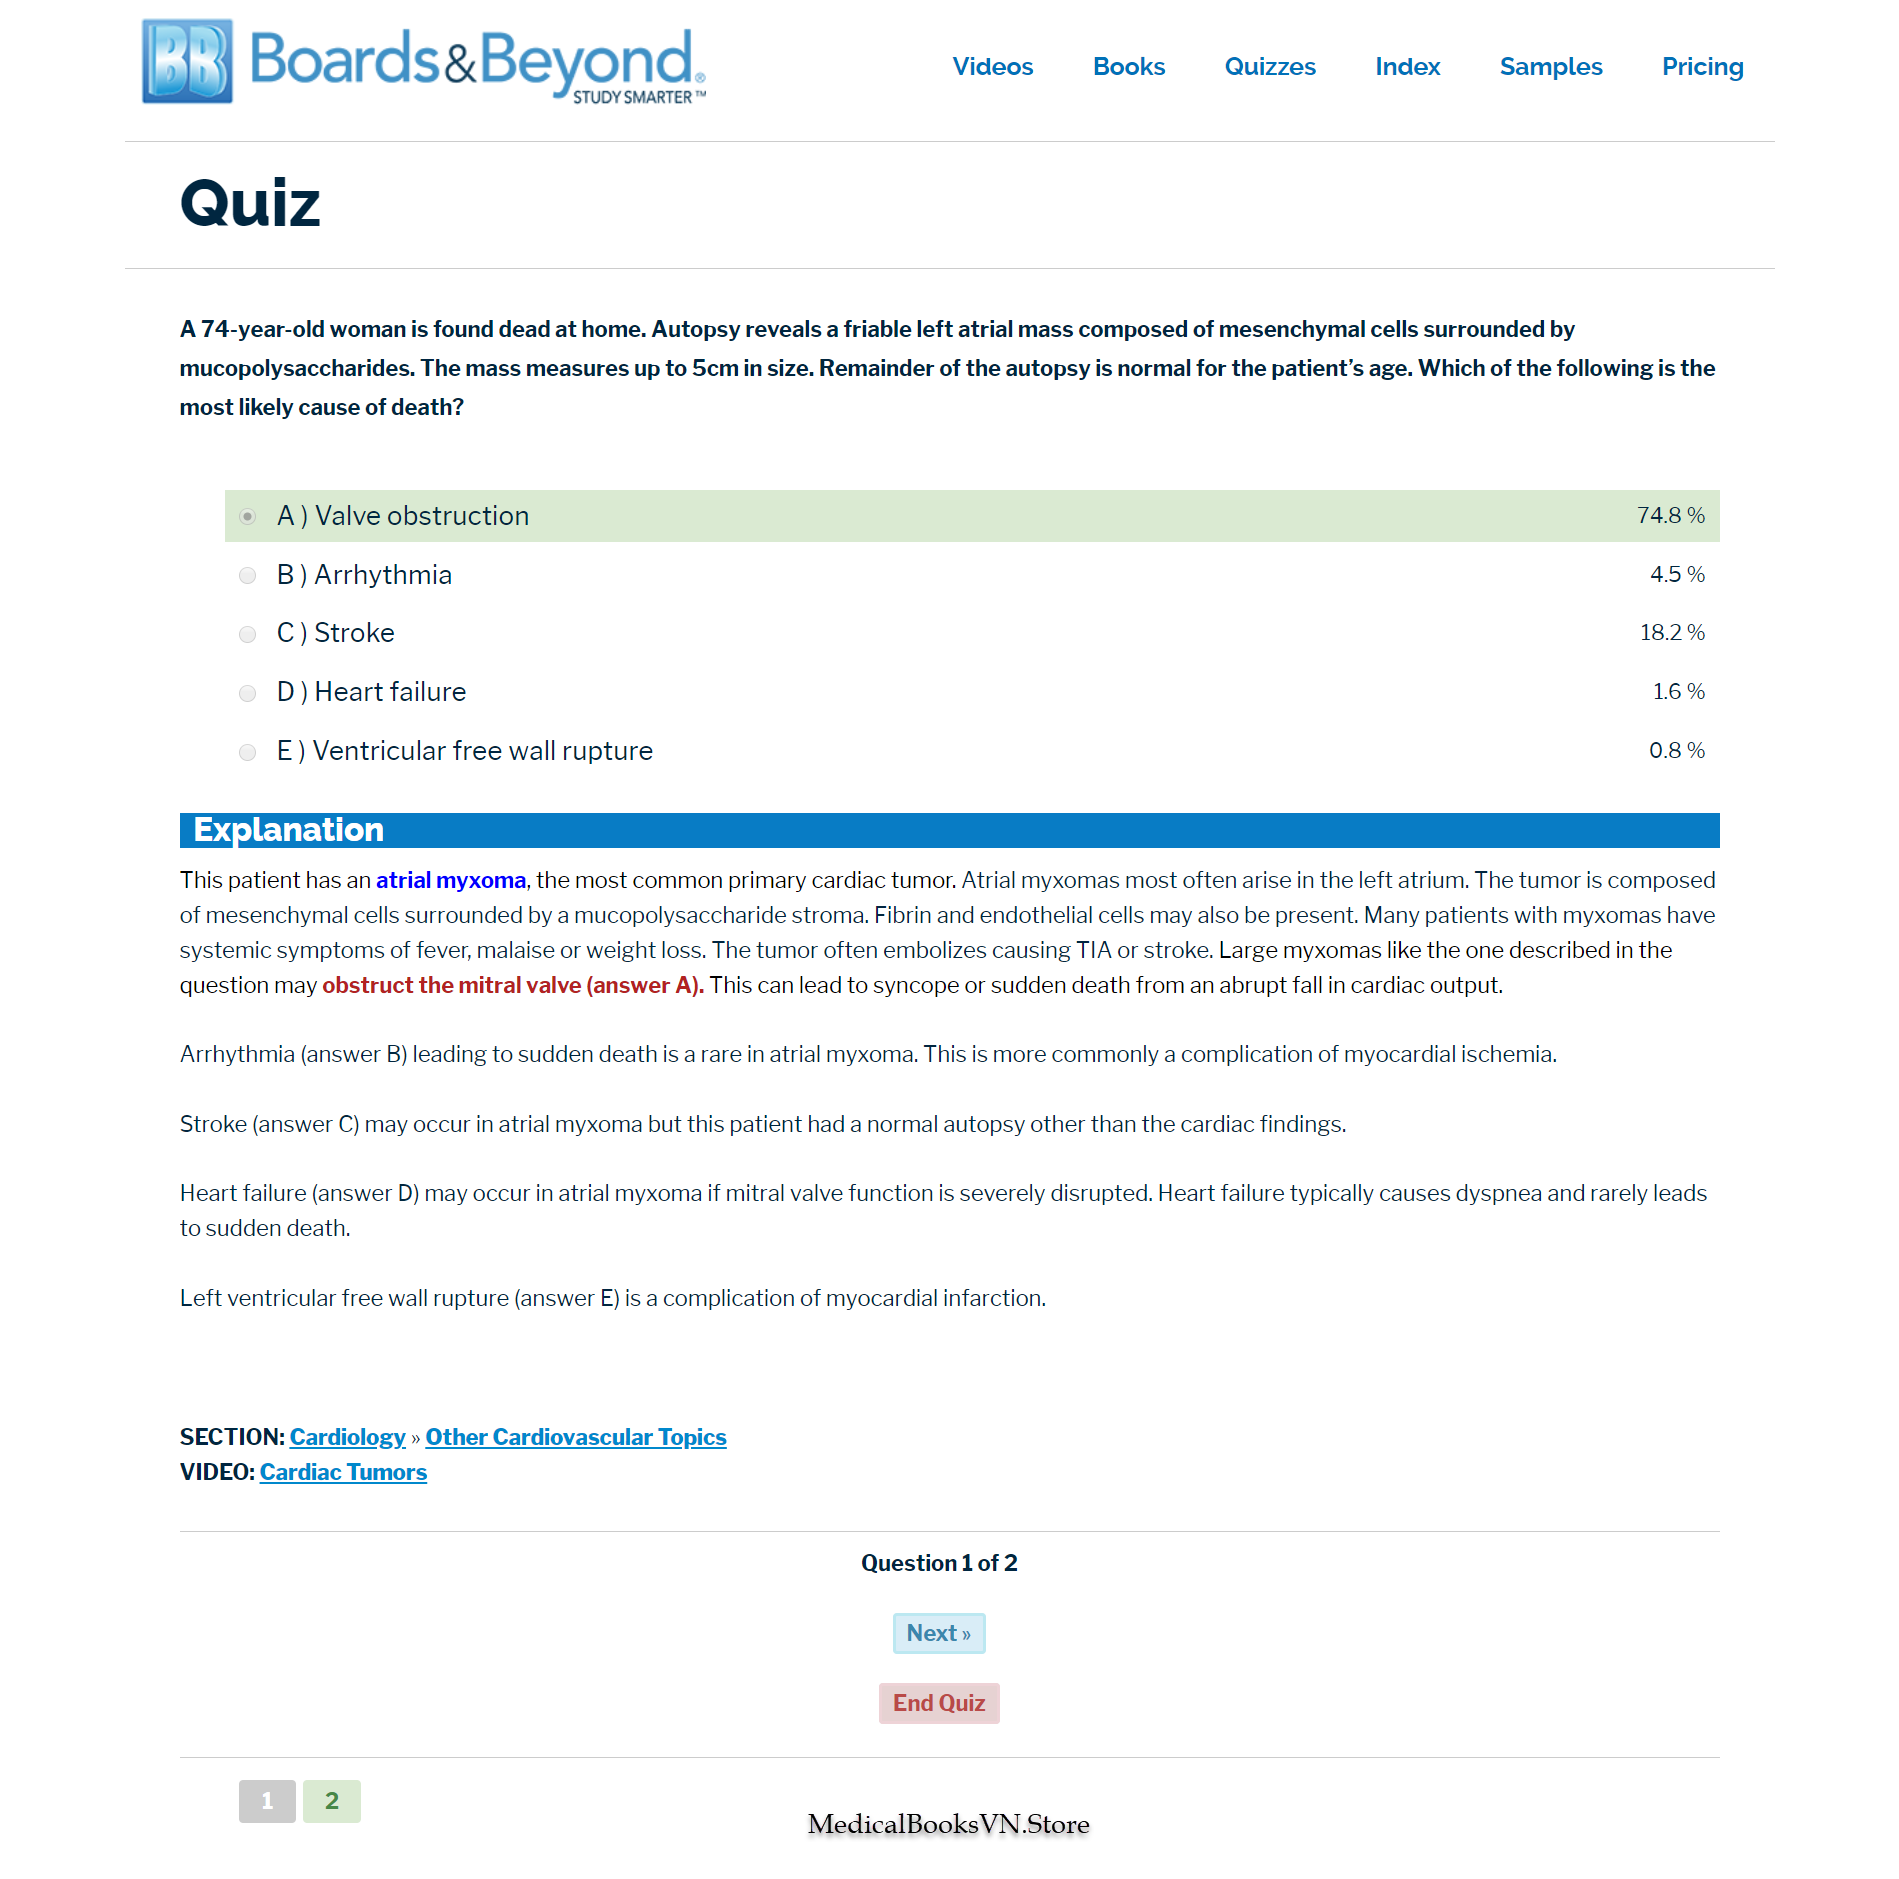 BB Boards&Beyond®
STUDY SMARTER™
Videos Books Quizzes Index Samples Pricing
Quiz
A 74-year-old woman is found dead at home. Autopsy reveals a friable left atrial mass composed of mesenchymal cells surrounded by
mucopolysaccharides. The mass measures up to 5cm in size. Remainder of the autopsy is normal for the patient’s age. Which of the following is the
most likely cause of death?
A ) Valve obstruction 74.8 %
B ) Arrhythmia 4.5 %
C ) Stroke 18.2 %
D ) Heart failure 1.6 %
E ) Ventricular free wall rupture 0.8 %
Explanation
This patient has an atrial myxoma, the most common primary cardiac tumor. Atrial myxomas most often arise in the left atrium. The tumor is composed
of mesenchymal cells surrounded by a mucopolysaccharide stroma. Fibrin and endothelial cells may also be present. Many patients with myxomas have
systemic symptoms of fever, malaise or weight loss. The tumor often embolizes causing TIA or stroke. Large myxomas like the one described in the
question may obstruct the mitral valve (answer A). This can lead to syncope or sudden death from an abrupt fall in cardiac output.
Arrhythmia (answer B) leading to sudden death is a rare in atrial myxoma. This is more commonly a complication of myocardial ischemia.
Stroke (answer C) may occur in atrial myxoma but this patient had a normal autopsy other than the cardiac findings.
Heart failure (answer D) may occur in atrial myxoma if mitral valve function is severely disrupted. Heart failure typically causes dyspnea and rarely leads
to sudden death.
Left ventricular free wall rupture (answer E) is a complication of myocardial infarction.
SECTION: Cardiology » Other Cardiovascular Topics
VIDEO: Cardiac Tumors
Question 1 of 2
Next »
End Quiz
1 2
MedicalBooksVN.Store